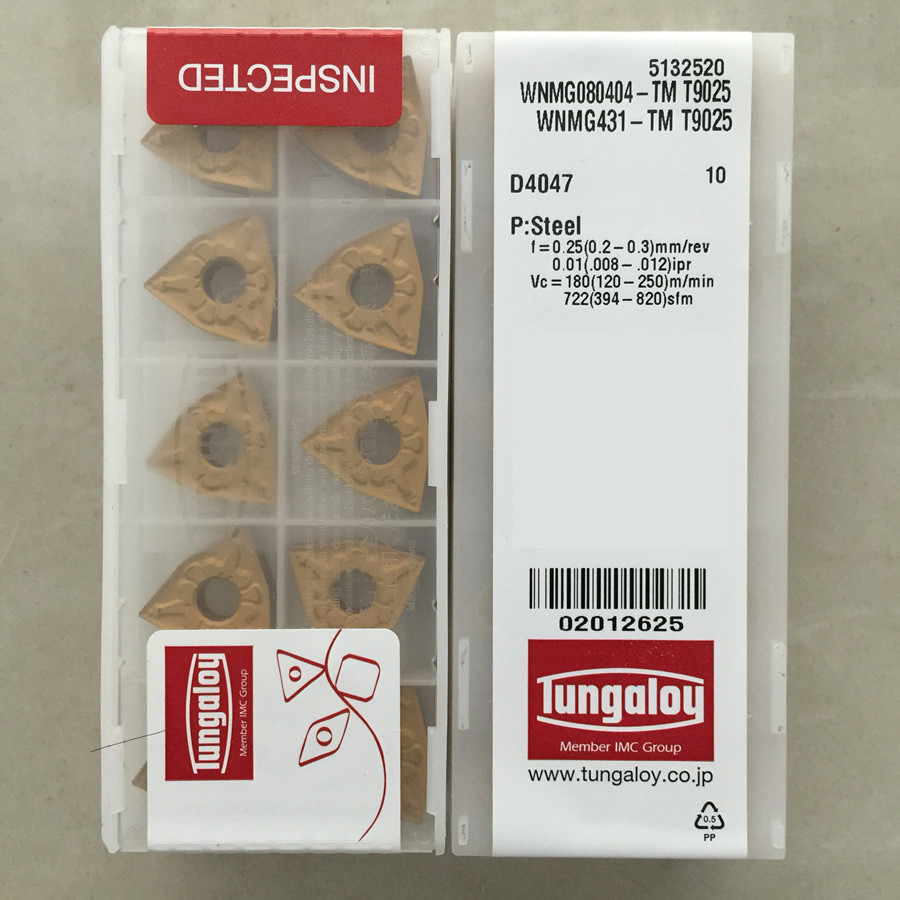 INSPECTED
Tungaloy
Member IMC Group
5132520
WNMG080404-TM T9025
WNMG431-TM T9025
D4047 10
P:Steel
f=0.25(0.2-0.3)mm/rev
0.01(.008-.012)ipr
Vc=180(120-250)m/min
722(394-820)sfm
02012625
Tungaloy
Member IMC Group
www.tungaloy.co.jp
0.5
PP